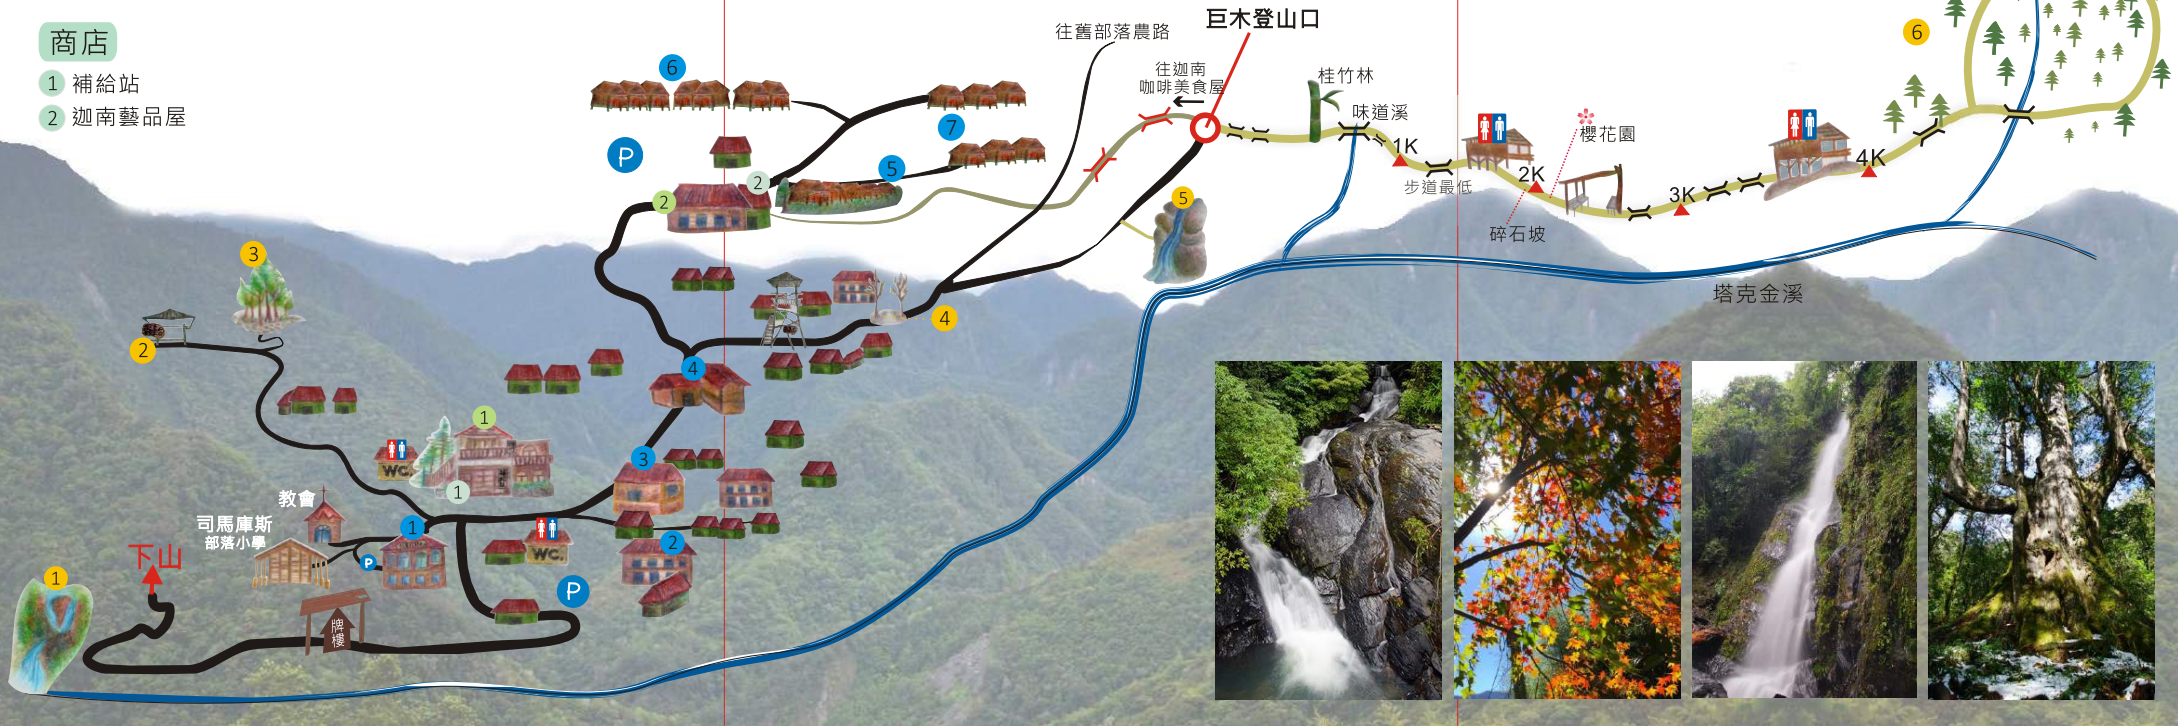 商店
1 補給站
2 迦南藝品屋
往舊部落農路
巨木登山口
往迦南
咖啡美食屋
桂竹林
味道溪
1K
步道最低
2K
碎石坡
櫻花園
3K
4K
6
塔克金溪
6
7
P
5
2
2
5
3
2
4
4
1
WC
1
3
教會
司馬庫斯
部落小學
1
P
WC
2
下山
1
P
牌樓